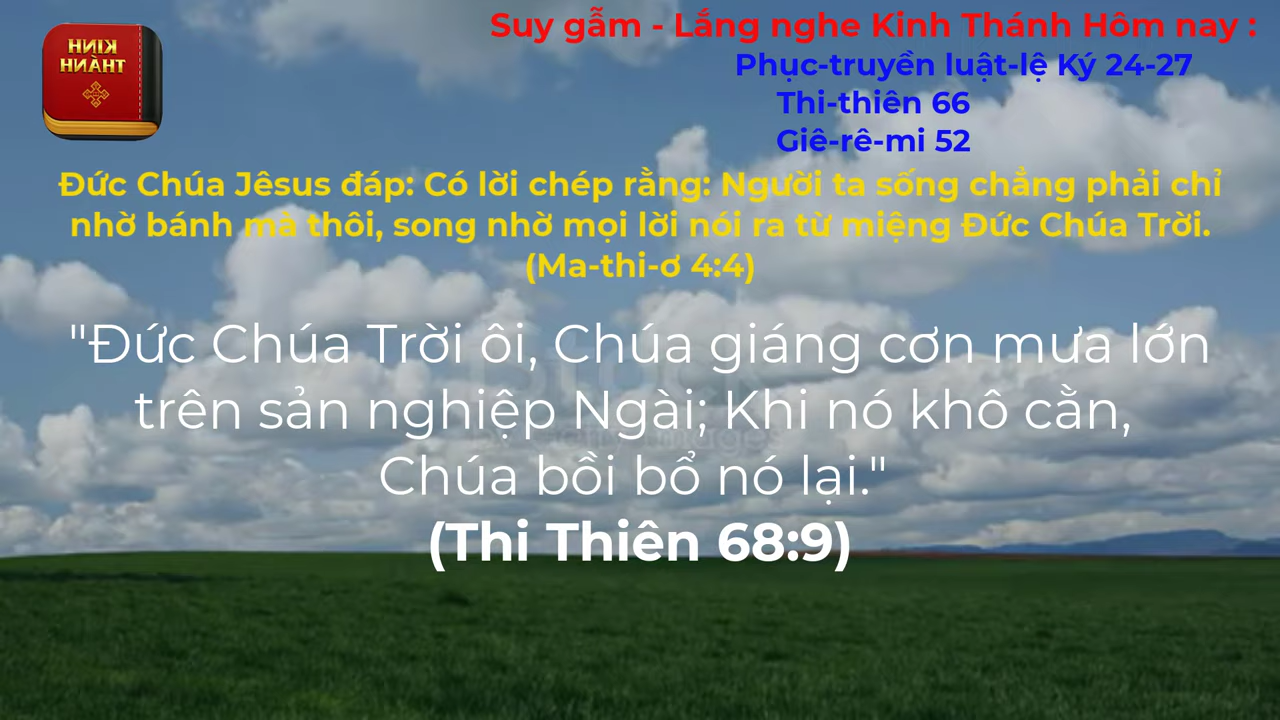 KINH
THÁNH
Suy gẫm - Lắng nghe Kinh Thánh Hôm nay :
Phục-truyền luật-lệ Ký 24-27
Thi-thiên 66
Giê-rê-mi 52
Đức Chúa Jêsus đáp: Có lời chép rằng: Người ta sống chẳng phải chỉ
nhờ bánh mà thôi, song nhờ mọi lời nói ra từ miệng Đức Chúa Trời.
(Ma-thi-ơ 4:4)
"Đức Chúa Trời ôi, Chúa giáng cơn mưa lớn
trên sản nghiệp Ngài; Khi nó khô cằn,
Chúa bồi bổ nó lại."
(Thi Thiên 68:9)
iStock
by Getty Images